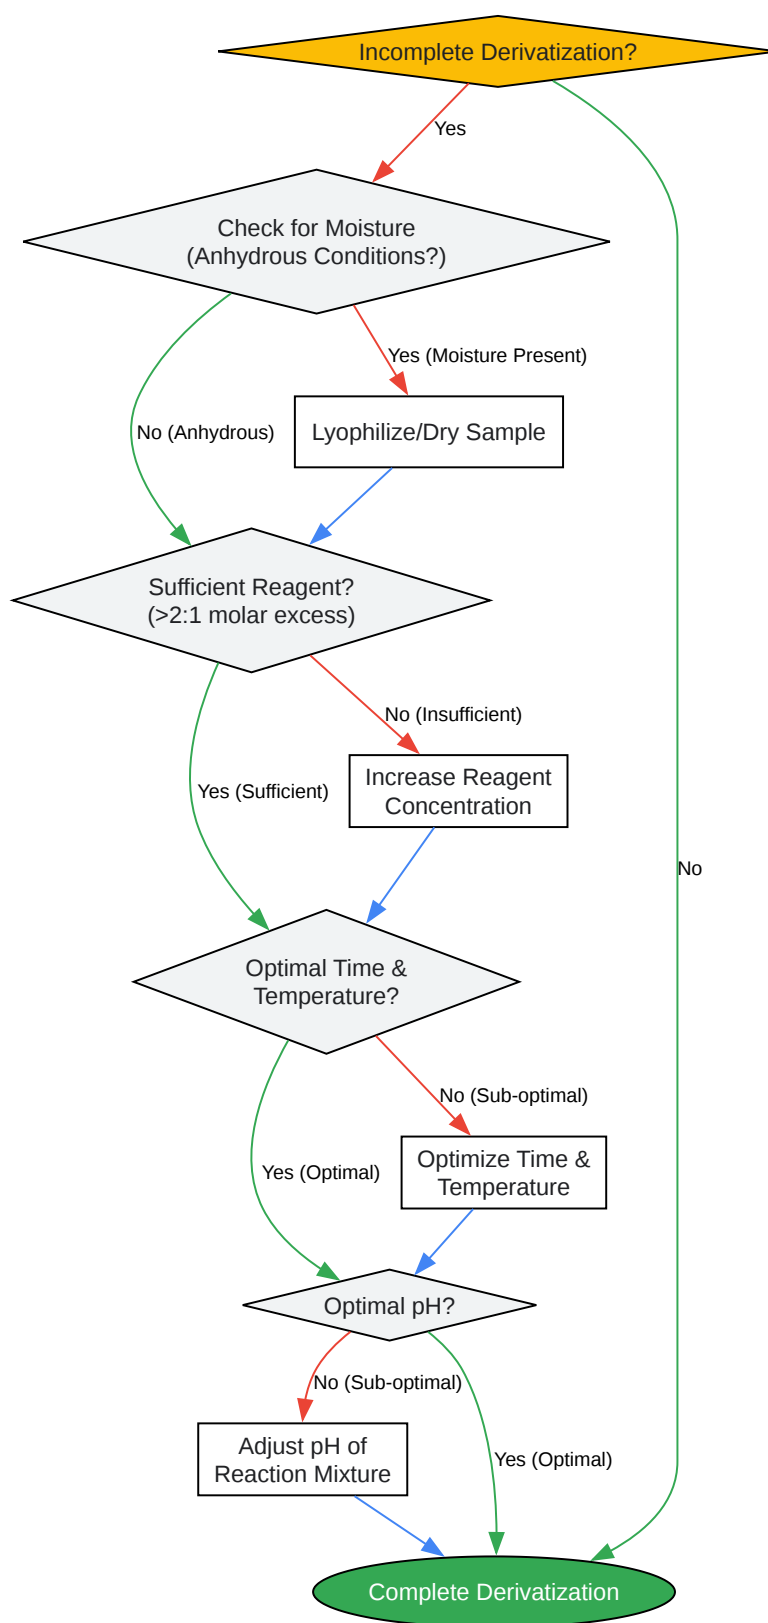 Incomplete Derivatization?
Yes
Check for Moisture
(Anhydrous Conditions?)
Yes (Moisture Present)
No (Anhydrous)
Lyophilize/Dry Sample
Sufficient Reagent?
(>2:1 molar excess)
No (Insufficient)
Yes (Sufficient)
Increase Reagent
Concentration
No
Optimal Time &
Temperature?
No (Sub-optimal)
Yes (Optimal)
Optimize Time &
Temperature
Optimal pH?
No (Sub-optimal)
Adjust pH of
Reaction Mixture
Yes (Optimal)
Complete Derivatization